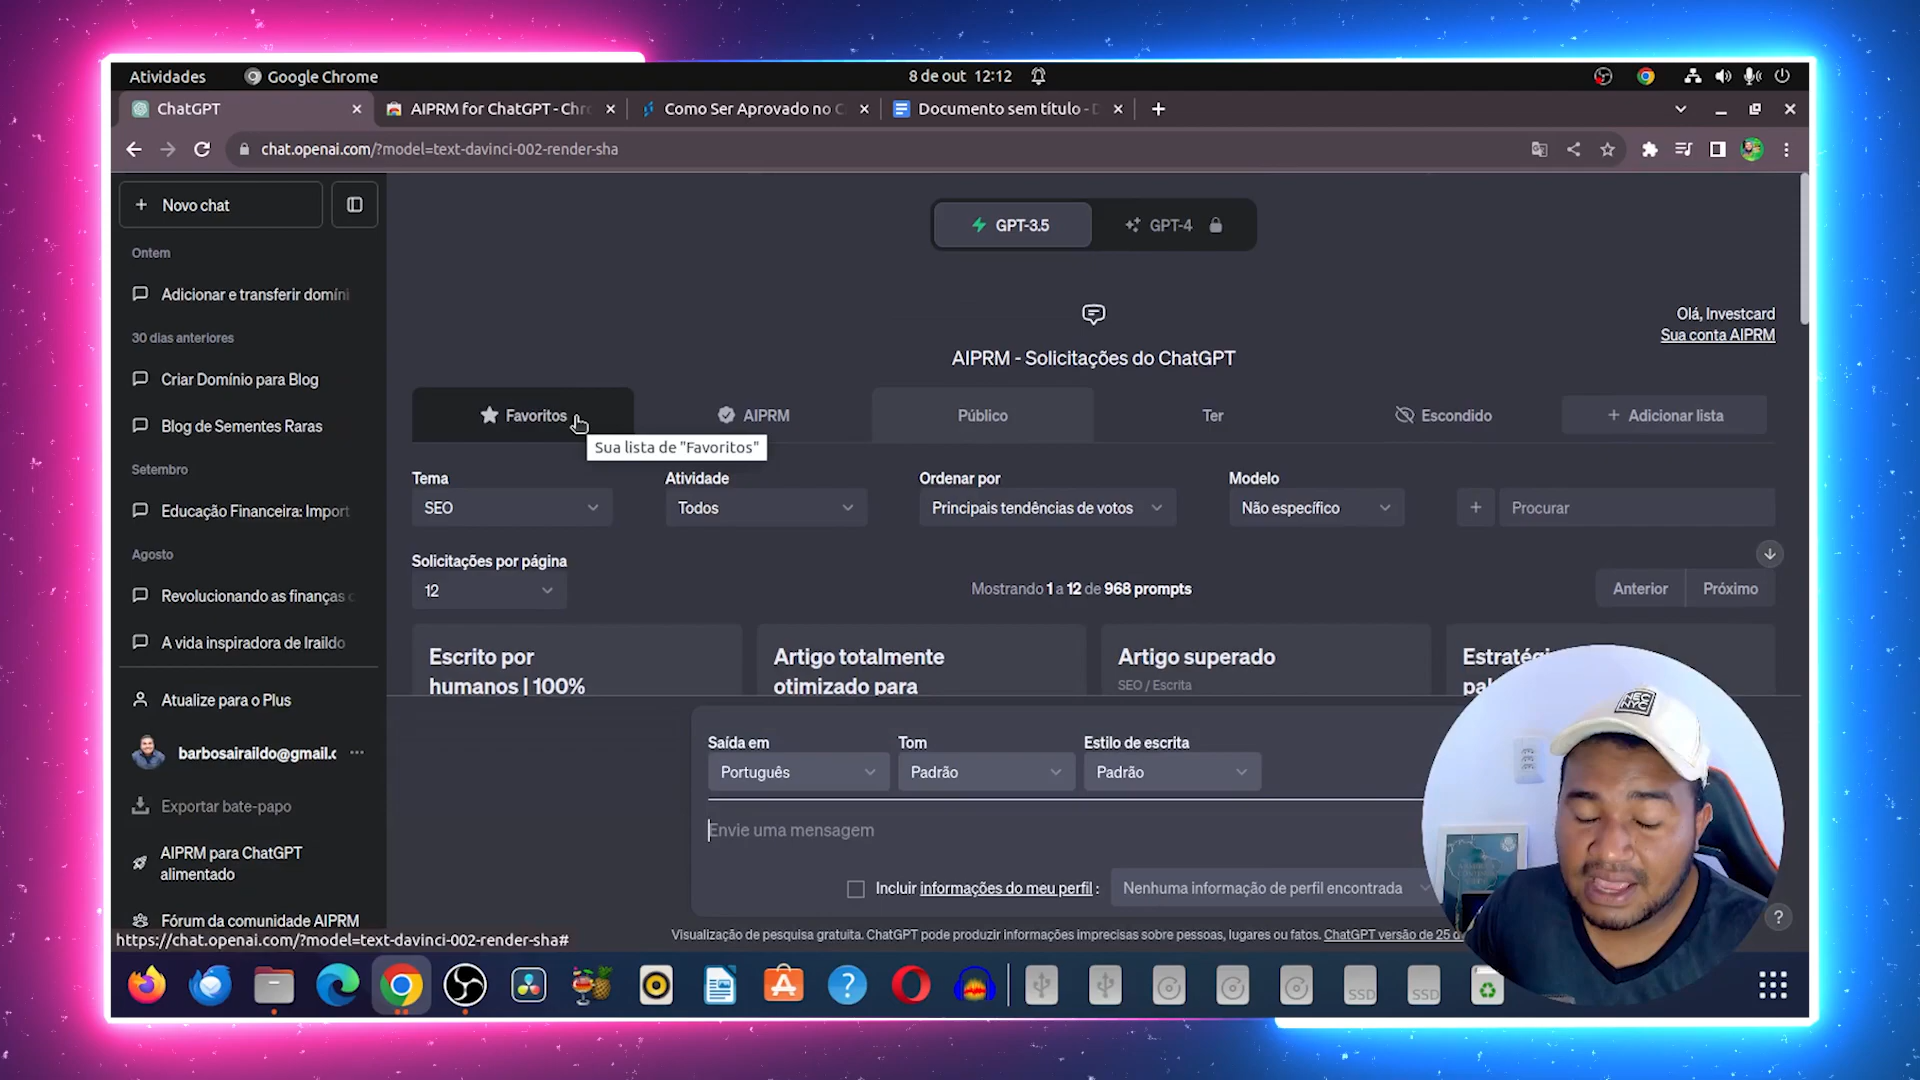 Atividades
Google Chrome
8 de out 12:12
ChatGPT
AIPRM for ChatGPT - Chr
Como Ser Aprovado no
Documento sem título -
chat.openai.com/?model=text-davinci-002-render-sha
Novo chat
Ontem
Adicionar e transferir domíni
30 dias anteriores
Criar Domínio para Blog
Blog de Sementes Raras
Setembro
Educação Financeira: Import
Agosto
Revolucionando as finanças
A vida inspiradora de Iraildo
Atualize para o Plus
barbosairaildo@gmail.c
Exportar bate-papo
AIPRM para ChatGPT
alimentado
Fórum da comunidade AIPRM
https://chat.openai.com/?model=text-davinci-002-render-sha#
GPT-3.5
GPT-4
Olá, Investcard
Sua conta AIPRM
AIPRM - Solicitações do ChatGPT
Favoritos
AIPRM
Público
Ter
Escondido
Adicionar lista
Sua lista de "Favoritos"
Tema
Atividade
Ordenar por
Modelo
SEO
Todos
Principais tendências de votos
Não específico
Procurar
Solicitações por página
12
Mostrando 1 a 12 de 968 prompts
Anterior
Próximo
Escrito por
humanos | 100%
Artigo totalmente
otimizado para
Artigo superado
SEO / Escrita
Saída em
Tom
Estilo de escrita
Português
Padrão
Padrão
Envie uma mensagem
Incluir informações do meu perfil :
Nenhuma informação de perfil encontrada
Visualização de pesquisa gratuita. ChatGPT pode produzir informações imprecisas sobre pessoas, lugares ou fatos. ChatGPT versão de 25
NEC
NYC
SSD
SSD